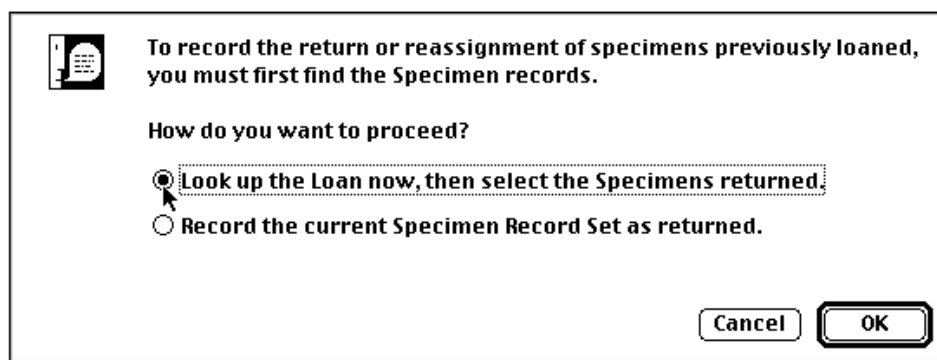 To record the return or reassignment of specimens previously loaned,
you must first find the Specimen records.
How do you want to proceed?
Look up the Loan now, then select the Specimens returned.
Record the current Specimen Record Set as returned.
Cancel OK